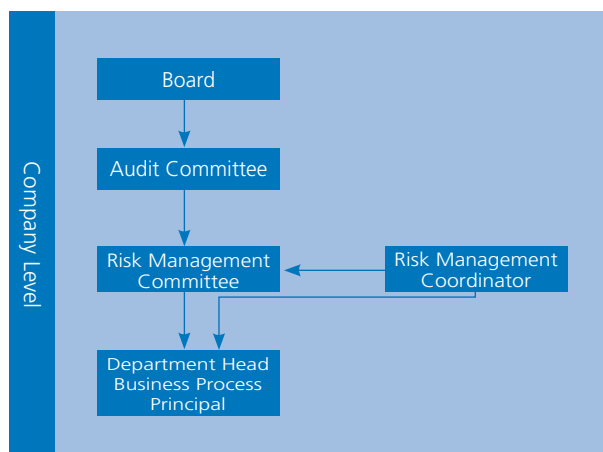 Company Level
Board
Audit Committee
Risk Management
Committee
Risk Management
Coordinator
Department Head
Business Process
Principal